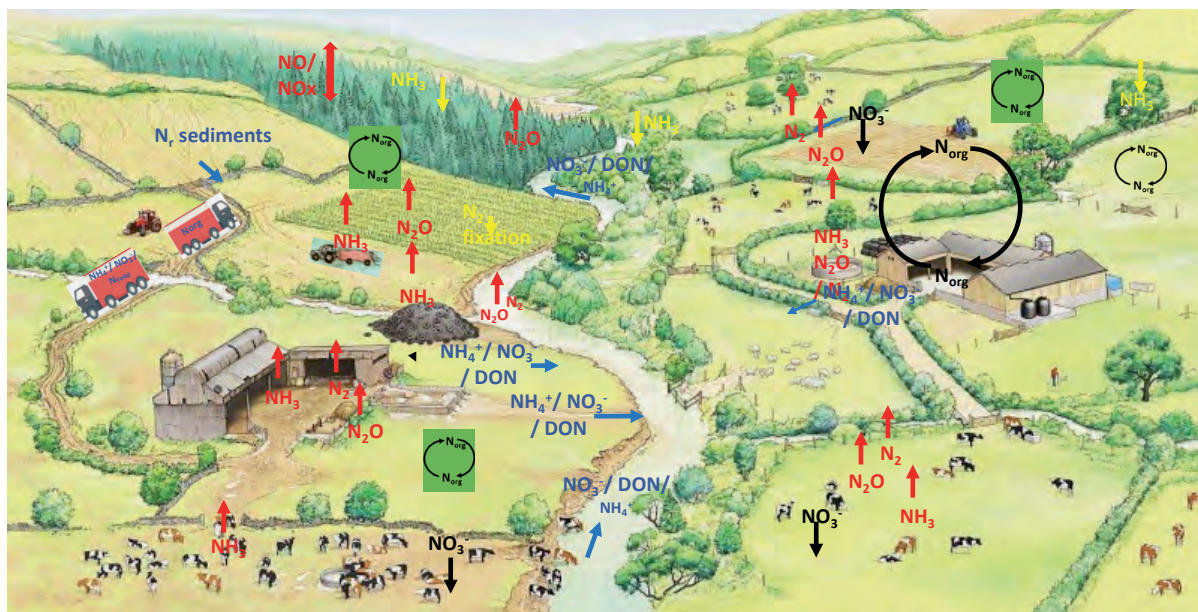 NO/
NOx
NH₃
N₂O
NH₃
N₂
N₂O
NO₃⁻
Norg
Norg
NH₃
Nᵣ sediments
Norg
Norg
NO₃⁻/ DON/
NH₄⁺
Norg
Norg
Norg
Norg
Norg
NH₃
N₂O
N₂
fixation
NH₃
N₂O
NH₄⁺/ NO₃
/ DON
NH₄⁺/ NO₃⁻/
NH₃
N₂
N₂O
NH₄⁺/ NO₃
/ DON
NH₃
N₂
N₂O
NH₄⁺/ NO₃⁻
/ DON
Norg
Norg
N₂
N₂O
NO₃⁻/ DON/
NH₄⁺
NO₃⁻
NH₃
NH₃
NO₃⁻